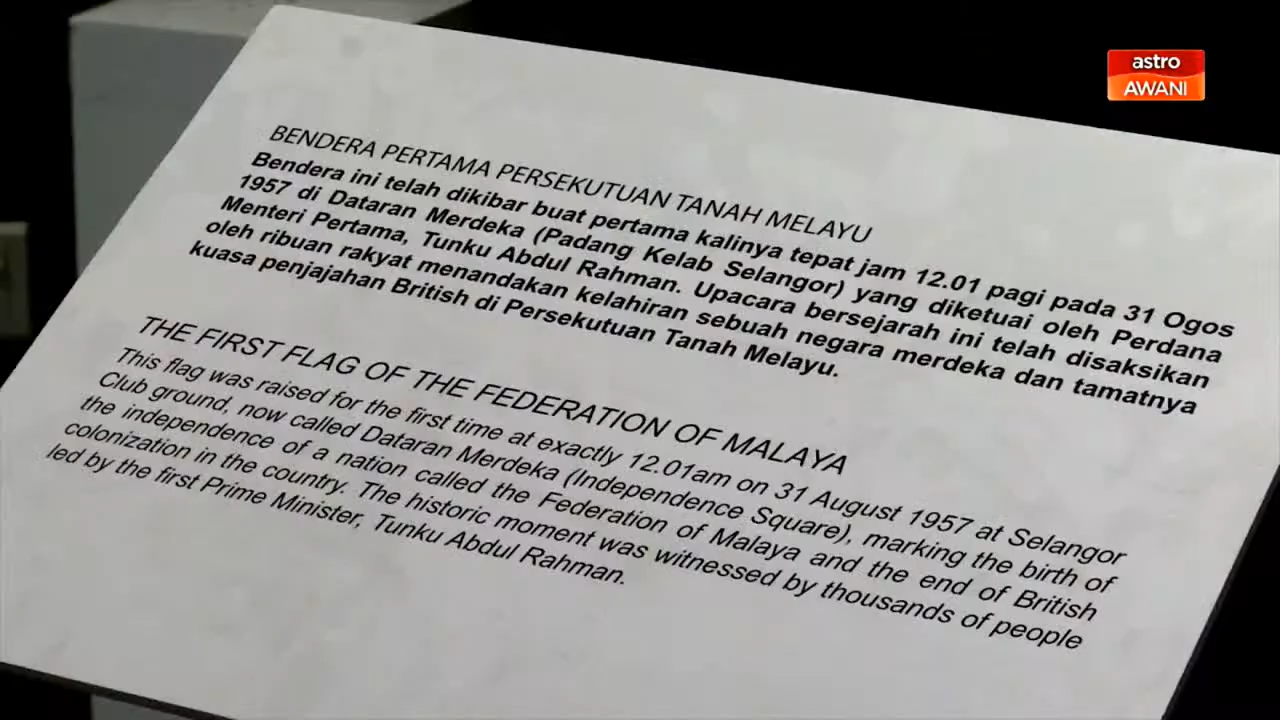 astro
AWANI
BENDERA PERTAMA PERSEKUTUAN TANAH MELAYU
Bendera ini telah dikibar buat pertama kalinya tepat jam 12.01 pagi pada 31 Ogos
1957 di Dataran Merdeka (Padang Kelab Selangor) yang diketuai oleh Perdana
Menteri Pertama, Tunku Abdul Rahman. Upacara bersejarah ini telah disaksikan
oleh ribuan rakyat menandakan kelahiran sebuah negara merdeka dan tamatnya
kuasa penjajahan British di Persekutuan Tanah Melayu.
THE FIRST FLAG OF THE FEDERATION OF MALAYA
This flag was raised for the first time at exactly 12.01am on 31 August 1957 at Selangor
Club ground, now called Dataran Merdeka (Independence Square), marking the birth of
the independence of a nation called the Federation of Malaya and the end of British
colonization in the country. The historic moment was witnessed by thousands of people
led by the first Prime Minister, Tunku Abdul Rahman.